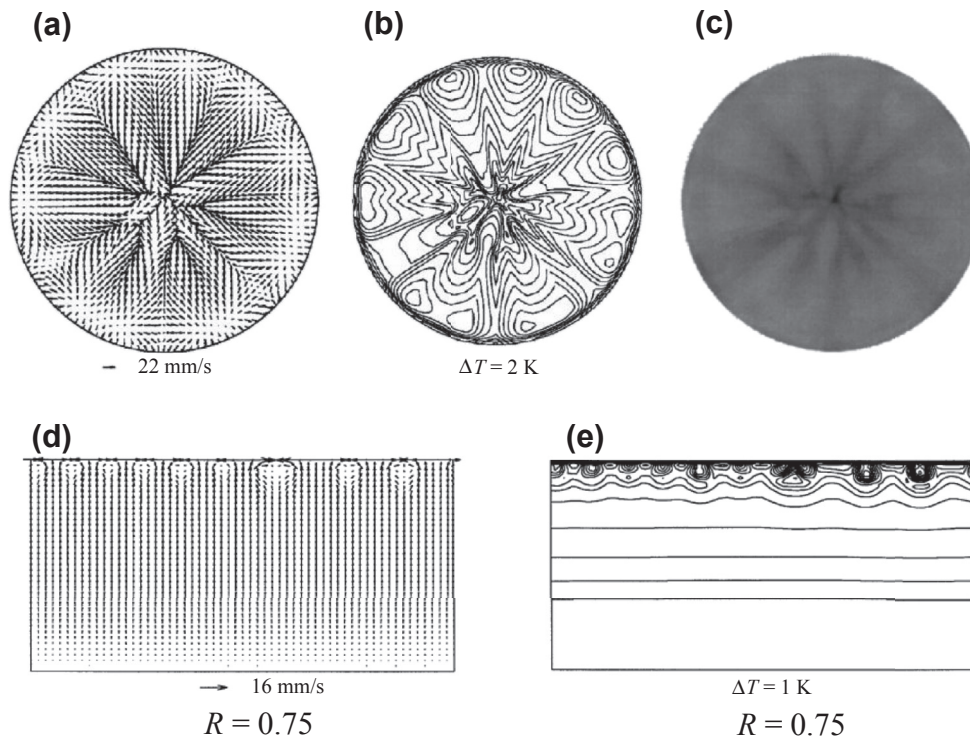 (a)
(b)
(c)
22 mm/s
ΔT = 2 K
(d)
(e)
16 mm/s
ΔT = 1 K
R = 0.75
R = 0.75